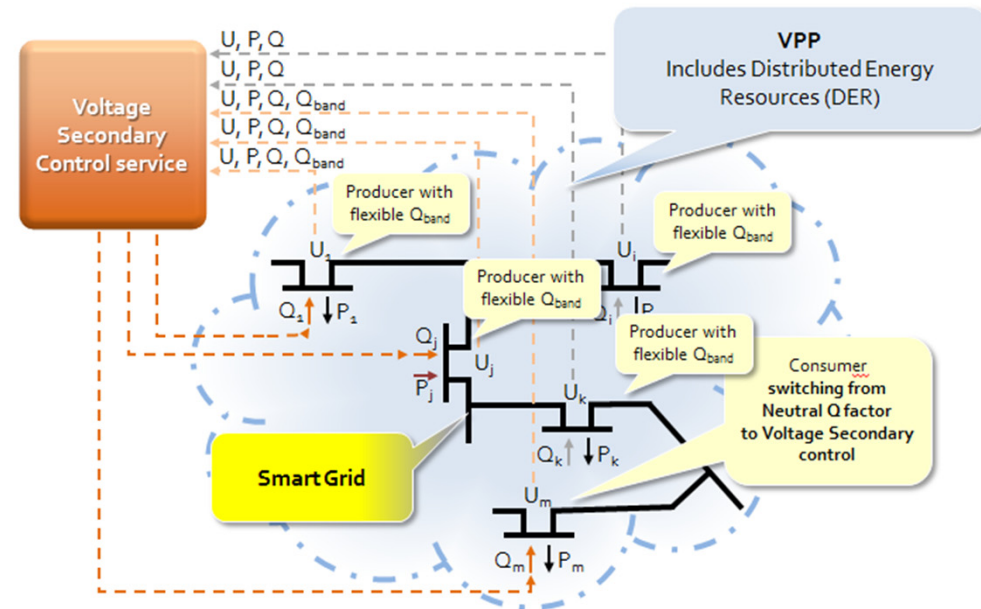 U, P, Q
U, P, Q
U, P, Q, Qband
U, P, Q, Qband
U, P, Q, Qband
Voltage
Secondary
Control service
VPP
Includes Distributed Energy
Resources (DER)
Producer with
flexible Qband
Producer with
flexible Qband
Producer with
flexible Qband
Producer with
flexible Qband
U1
Ui
Q1
P1
Qi
P
Qj
Uj
Pj
Uk
Qk
Pk
Consumer
switching from
Neutral Q factor
to Voltage Secondary
control
Smart Grid
Um
Qm
Pm